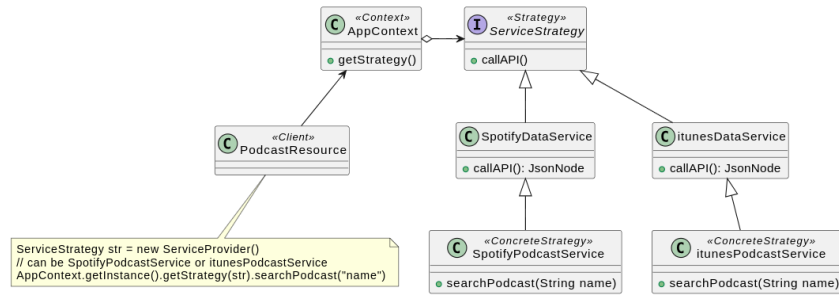 «Context»
C AppContext
getStrategy()
«Strategy»
I ServiceStrategy
callAPI()
«Client»
C PodcastResource
C SpotifyDataService
callAPI(): JsonNode
C itunesDataService
callAPI(): JsonNode
ServiceStrategy str = new ServiceProvider()
// can be SpotifyPodcastService or itunesPodcastService
AppContext.getInstance().getStrategy(str).searchPodcast("name")
«ConcreteStrategy»
C SpotifyPodcastService
searchPodcast(String name)
«ConcreteStrategy»
C itunesPodcastService
searchPodcast(String name)